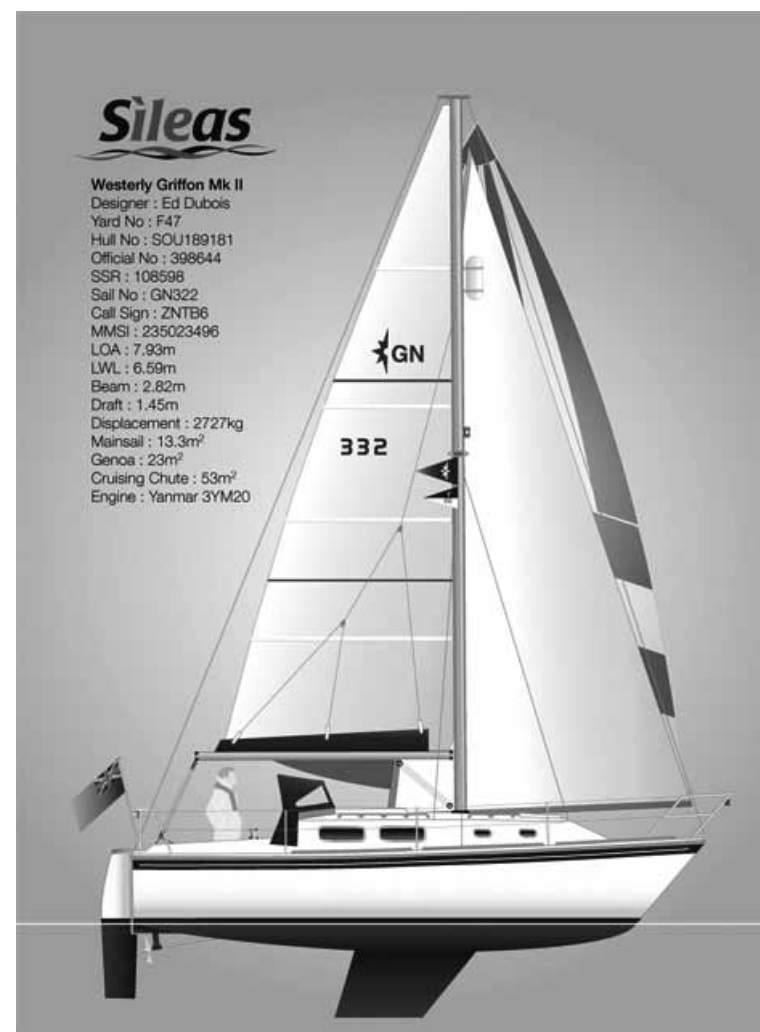 Sìleas
Westerly Griffon Mk II
Designer : Ed Dubois
Yard No : F47
Hull No : SOU189181
Official No : 398644
SSR : 108598
Sail No : GN322
Call Sign : ZNTB6
MMSI : 235023496
LOA : 7.93m
LWL : 6.59m
Beam : 2.82m
Draft : 1.45m
Displacement : 2727kg
Mainsail : 13.3m²
Genoa : 23m²
Cruising Chute : 53m²
Engine : Yanmar 3YM20
GN
332